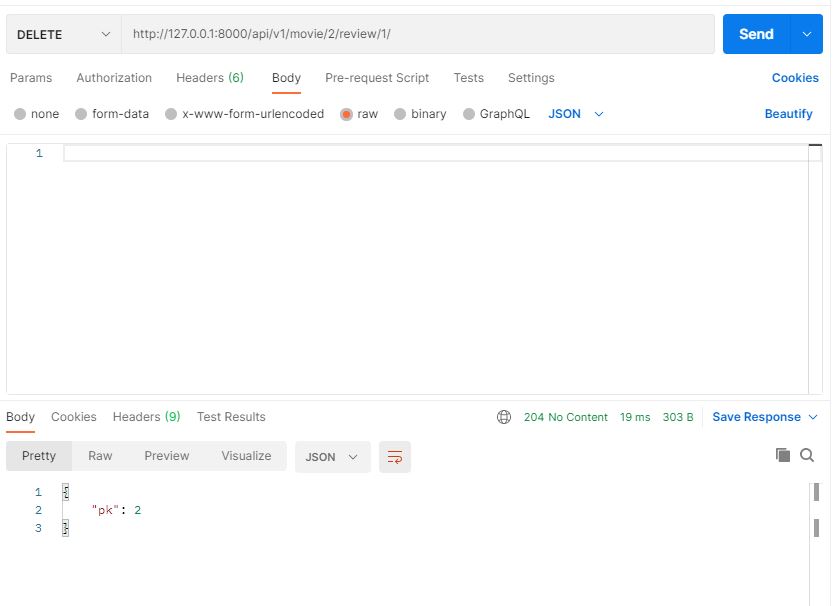 DELETE http://127.0.0.1:8000/api/v1/movie/2/review/1/ Send
Params Authorization Headers (6) Body Pre-request Script Tests Settings Cookies
none form-data x-www-form-urlencoded raw binary GraphQL JSON Beautify
1
Body Cookies Headers (9) Test Results 204 No Content 19 ms 303 B Save Response
Pretty Raw Preview Visualize JSON
1 {
2 "pk": 2
3 }